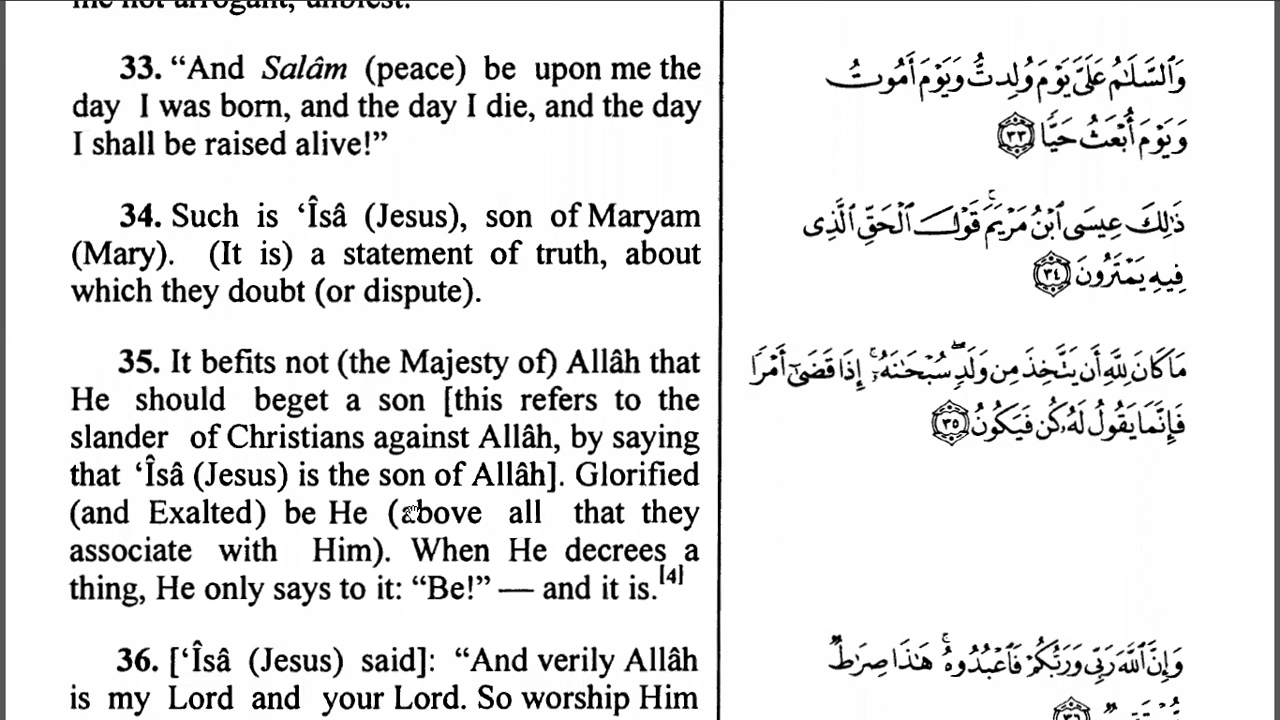 33. “And Salâm (peace) be upon me the
day I was born, and the day I die, and the day
I shall be raised alive!”
34. Such is ‘Îsâ (Jesus), son of Maryam
(Mary). (It is) a statement of truth, about
which they doubt (or dispute).
35. It befits not (the Majesty of) Allâh that
He should beget a son [this refers to the
slander of Christians against Allâh, by saying
that ‘Îsâ (Jesus) is the son of Allâh]. Glorified
(and Exalted) be He (above all that they
associate with Him). When He decrees a
thing, He only says to it: “Be!” — and it is.[4]
36. [‘Îsâ (Jesus) said]: “And verily Allâh
is my Lord and your Lord. So worship Him
وَٱلسَّلَٰمُ عَلَىَّ يَوْمَ وُلِدتُّ وَيَوْمَ أَمُوتُ
وَيَوْمَ أُبْعَثُ حَيًّا ٣٣
ذَٰلِكَ عِيسَى ٱبْنُ مَرْيَمَ ۚ قَوْلَ ٱلْحَقِّ ٱلَّذِى
فِيهِ يَمْتَرُونَ ٣٤
مَا كَانَ لِلَّهِ أَن يَتَّخِذَ مِن وَلَدٍ ۖ سُبْحَٰنَهُۥٓ ۚ إِذَا قَضَىٰٓ أَمْرًا
فَإِنَّمَا يَقُولُ لَهُۥ كُن فَيَكُونُ ٣٥
وَإِنَّ ٱللَّهَ رَبِّى وَرَبُّكُمْ فَٱعْبُدُوهُ ۚ هَٰذَا صِرَٰطٌ